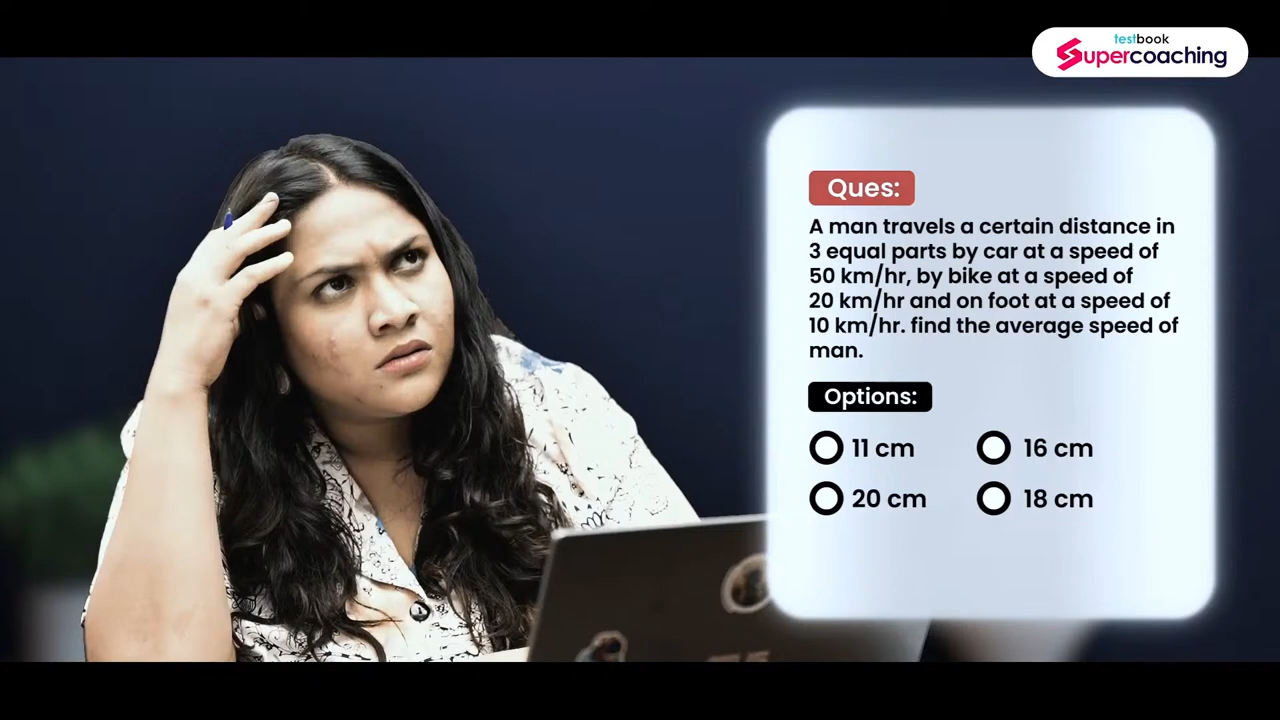 testbook
Supercoaching
Ques:
A man travels a certain distance in
3 equal parts by car at a speed of
50 km/hr, by bike at a speed of
20 km/hr and on foot at a speed of
10 km/hr. find the average speed of
man.
Options:
11 cm
16 cm
20 cm
18 cm